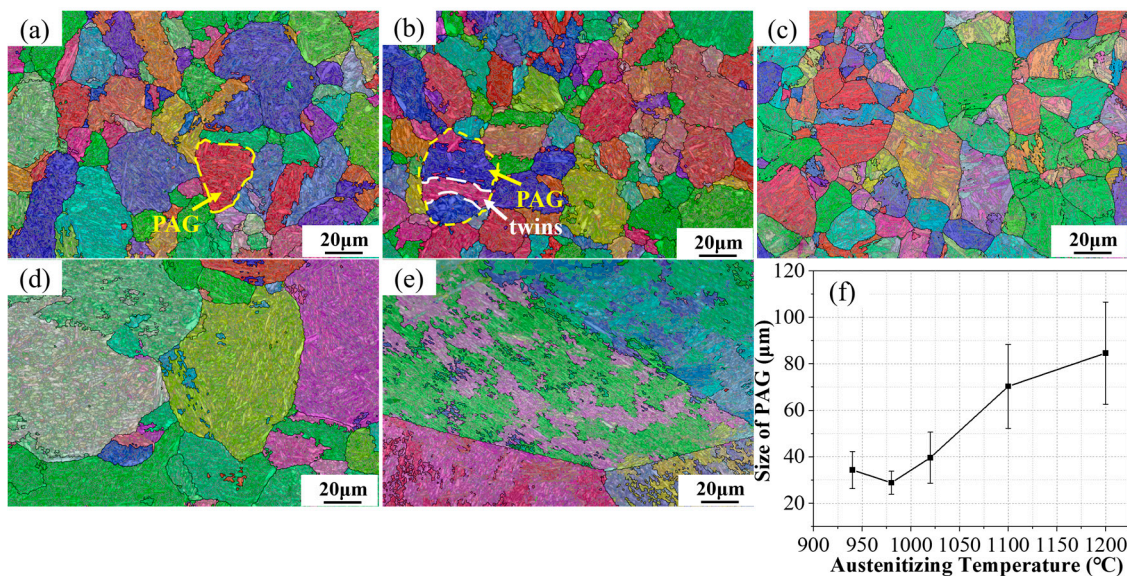 (a)
PAG
20μm
(b)
PAG
twins
20μm
(c)
20μm
(d)
20μm
(e)
20μm
(f)
Size of PAG (μm)
120
100
80
60
40
20
900 950 1000 1050 1100 1150 1200
Austenitizing Temperature (℃)